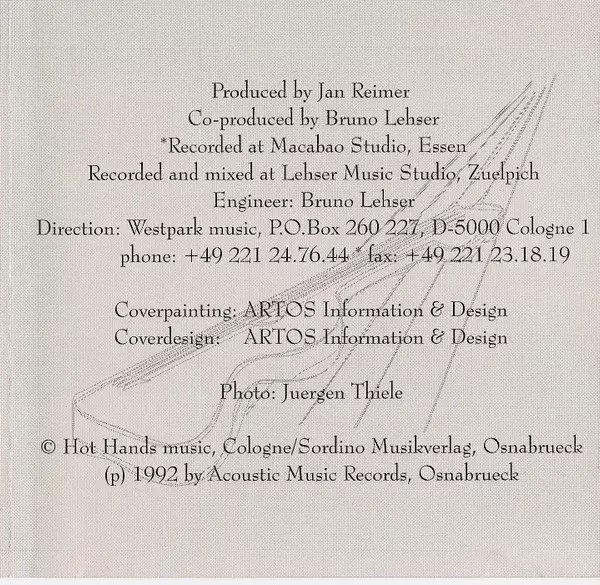 Produced by Jan Reimer
Co-produced by Bruno Lehser
*Recorded at Macabao Studio, Essen
Recorded and mixed at Lehser Music Studio, Zuelpich
Engineer: Bruno Lehser
Direction: Westpark music, P.O.Box 260 227, D-5000 Cologne 1
phone: +49 221 24.76.44 * fax: +49 221 23.18.19
Coverpainting: ARTOS Information & Design
Coverdesign: ARTOS Information & Design
Photo: Juergen Thiele
© Hot Hands music, Cologne/Sordino Musikverlag, Osnabrueck
(p) 1992 by Acoustic Music Records, Osnabrueck